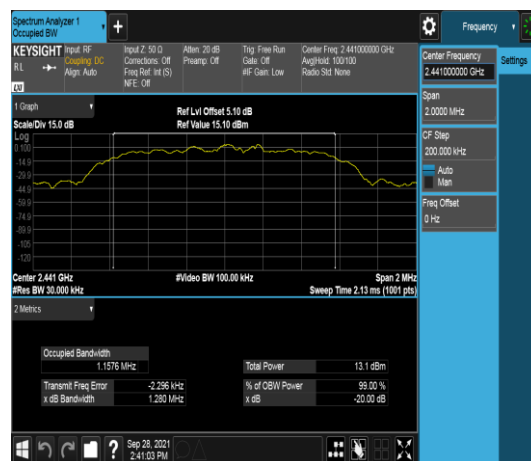 Spectrum Analyzer 1
Occupied BW
+
Frequency
KEYSIGHT
RL
LXI
Input: RF
Coupling: DC
Align: Auto
Input Z: 50 Ω
Corrections: Off
Freq Ref: Int (S)
NFE: Off
Atten: 20 dB
Preamp: Off
Trig: Free Run
Gate: Off
#IF Gain: Low
Center Freq: 2.441000000 GHz
Avg|Hold: 100/100
Radio Std: None
Center Frequency
2.441000000 GHz
Settings
Span
2.0000 MHz
CF Step
200.000 kHz
Auto
Man
Freq Offset
0 Hz
1 Graph
Scale/Div 15.0 dB
Ref Lvl Offset 5.10 dB
Ref Value 15.10 dBm
Log
0.100
-14.9
-29.9
-44.9
-59.9
-74.9
-89.9
-105
-120
Center 2.441 GHz
#Res BW 30.000 kHz
#Video BW 100.00 kHz
Span 2 MHz
Sweep Time 2.13 ms (1001 pts)
2 Metrics
Occupied Bandwidth
1.1576 MHz
Total Power 13.1 dBm
Transmit Freq Error -2.296 kHz
% of OBW Power 99.00 %
x dB Bandwidth 1.280 MHz
x dB -20.00 dB
?
Sep 28, 2021
2:41:03 PM